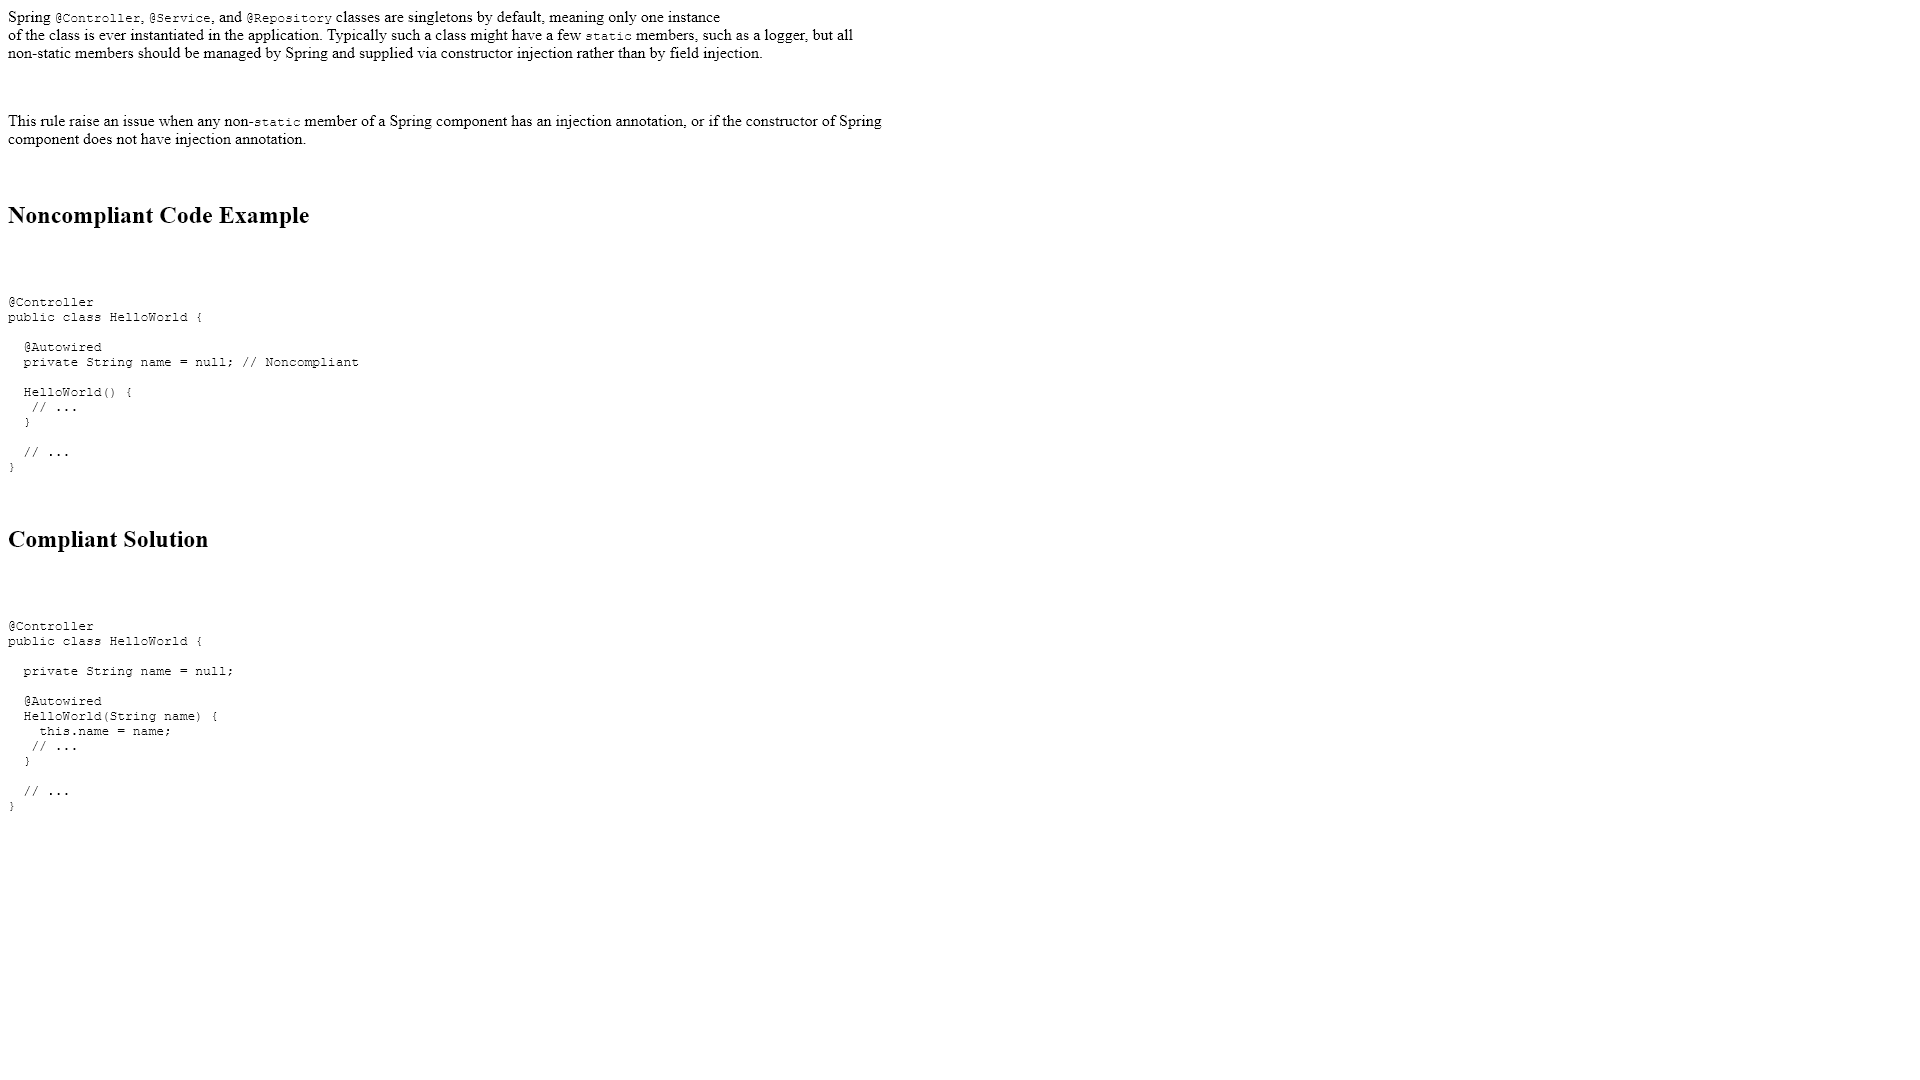 Spring @Controller, @Service, and @Repository classes are singletons by default, meaning only one instance
of the class is ever instantiated in the application. Typically such a class might have a few static members, such as a logger, but all
non-static members should be managed by Spring and supplied via constructor injection rather than by field injection.
This rule raise an issue when any non-static member of a Spring component has an injection annotation, or if the constructor of Spring
component does not have injection annotation.
Noncompliant Code Example
@Controller
public class HelloWorld {
  @Autowired
  private String name = null; // Noncompliant
  HelloWorld() {
   // ...
  }
  // ...
}
Compliant Solution
@Controller
public class HelloWorld {
  private String name = null;
  @Autowired
  HelloWorld(String name) {
    this.name = name;
   // ...
  }
  // ...
}